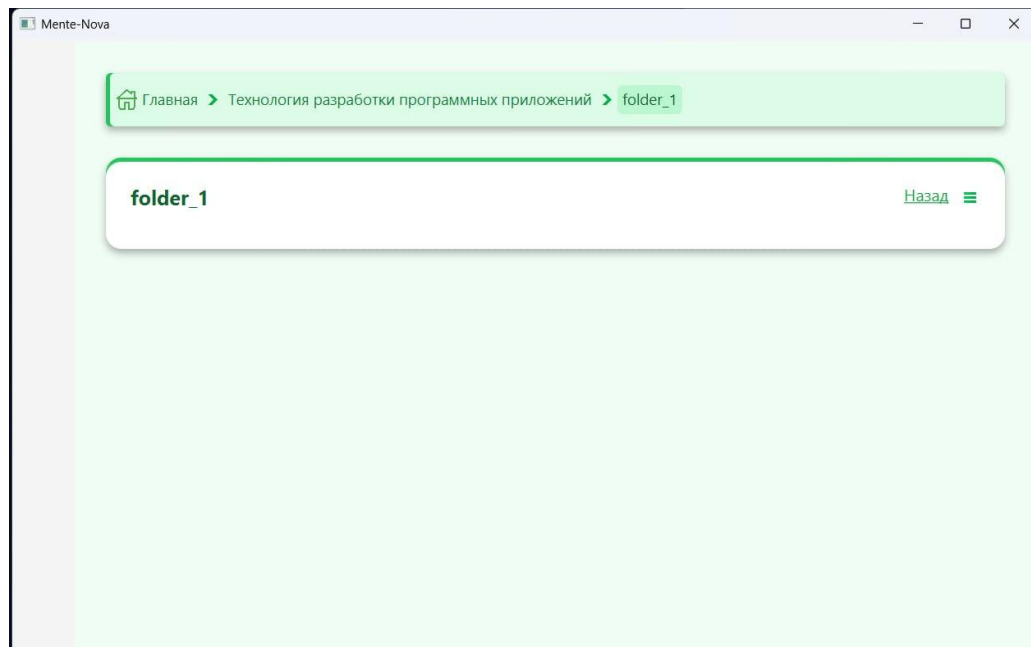 Mente-Nova
Главная Технология разработки программных приложений folder_1
folder_1 Назад